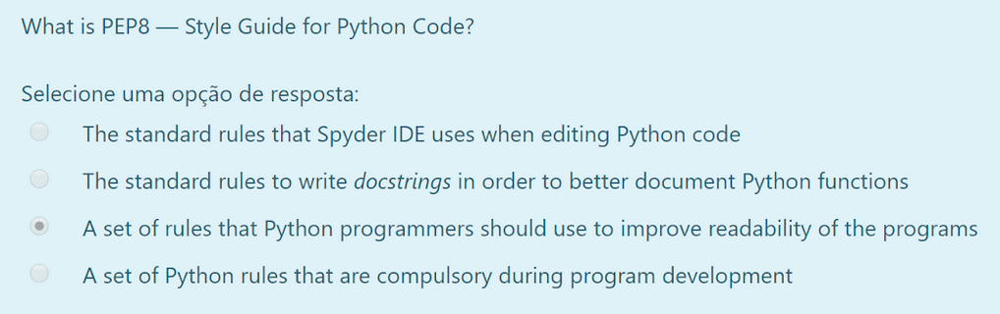 What is PEP8 — Style Guide for Python Code?
Selecione uma opção de resposta:
The standard rules that Spyder IDE uses when editing Python code
The standard rules to write docstrings in order to better document Python functions
A set of rules that Python programmers should use to improve readability of the programs
A set of Python rules that are compulsory during program development